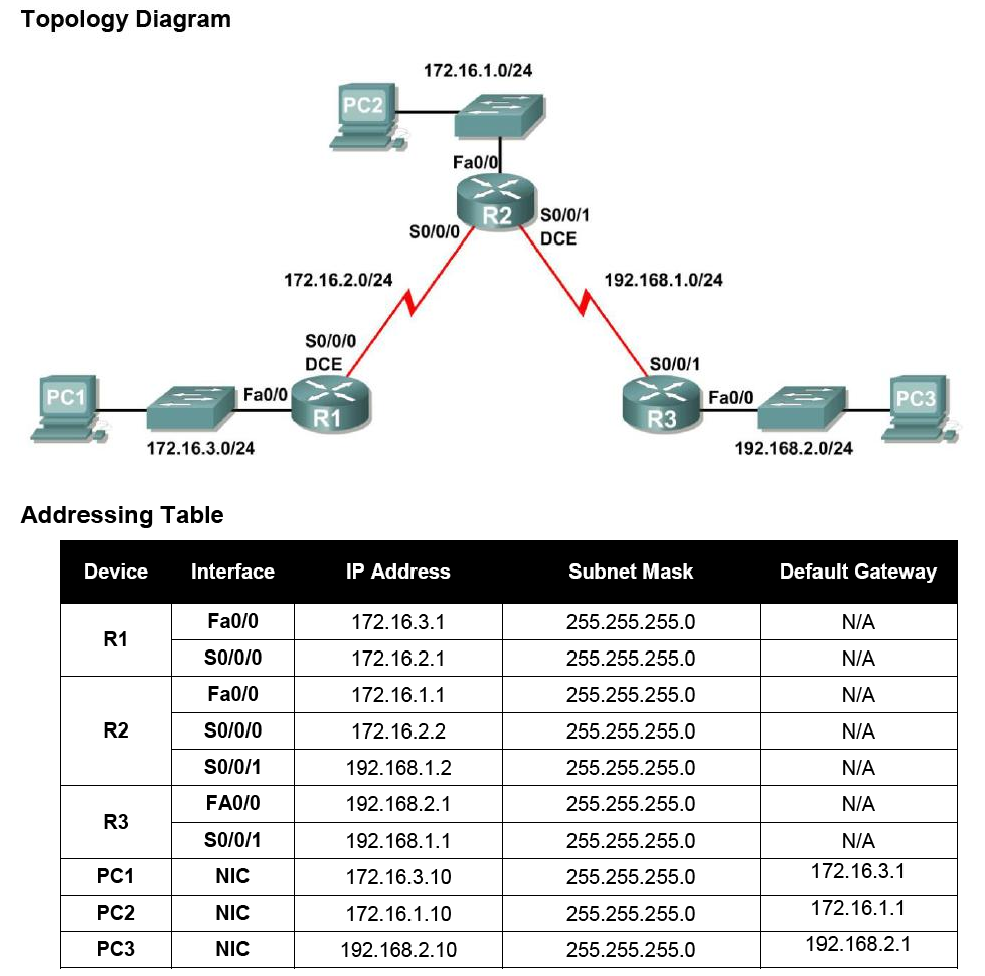 Topology Diagram
172.16.1.0/24
PC2
Fa0/0
R2
S0/0/1
DCE
S0/0/0
172.16.2.0/24
192.168.1.0/24
S0/0/0
DCE
S0/0/1
PC1
Fa0/0
R1
R3
Fa0/0
PC3
172.16.3.0/24
192.168.2.0/24
Addressing Table
Device Interface IP Address Subnet Mask Default Gateway
R1 Fa0/0 172.16.3.1 255.255.255.0 N/A
S0/0/0 172.16.2.1 255.255.255.0 N/A
R2 Fa0/0 172.16.1.1 255.255.255.0 N/A
S0/0/0 172.16.2.2 255.255.255.0 N/A
S0/0/1 192.168.1.2 255.255.255.0 N/A
R3 FA0/0 192.168.2.1 255.255.255.0 N/A
S0/0/1 192.168.1.1 255.255.255.0 N/A
PC1 NIC 172.16.3.10 255.255.255.0 172.16.3.1
PC2 NIC 172.16.1.10 255.255.255.0 172.16.1.1
PC3 NIC 192.168.2.10 255.255.255.0 192.168.2.1